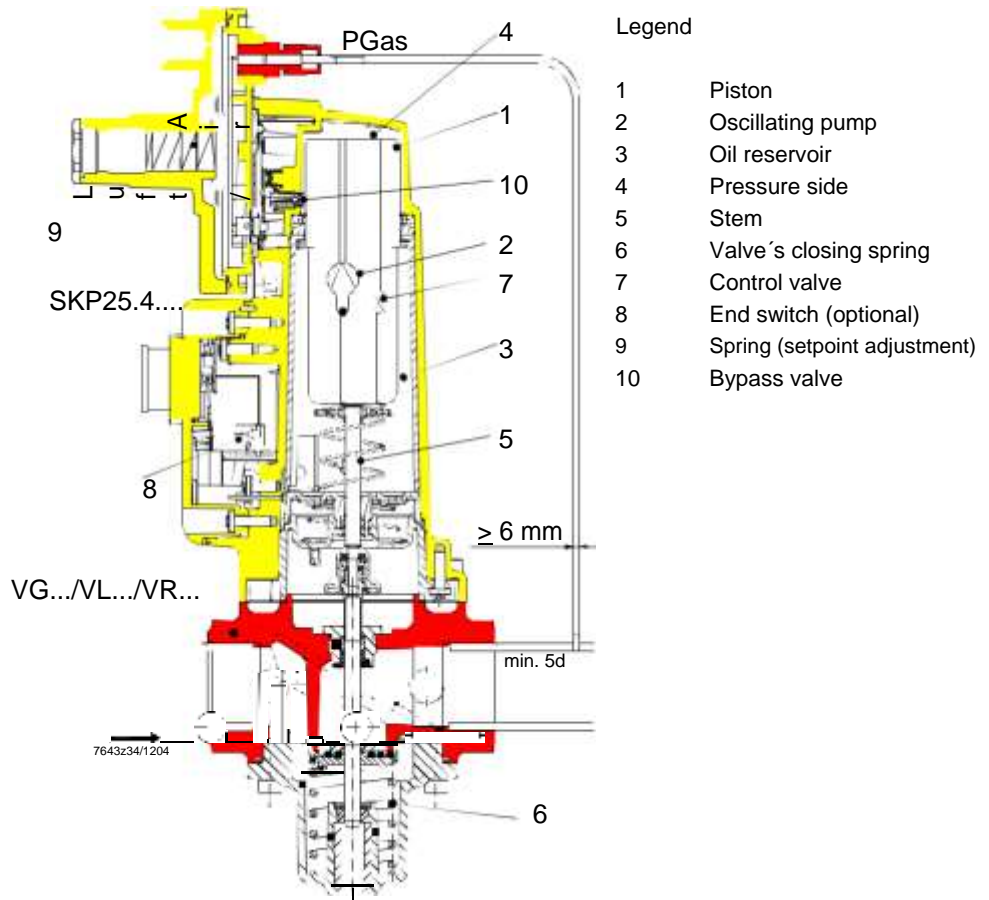 4
PGas
1
10
Luft / Air
9
2
7
SKP25.4....
3
5
8
≥ 6 mm
VG.../VL.../VR...
min. 5d
7643z34/1204
6
Legend
1 Piston
2 Oscillating pump
3 Oil reservoir
4 Pressure side
5 Stem
6 Valve´s closing spring
7 Control valve
8 End switch (optional)
9 Spring (setpoint adjustment)
10 Bypass valve